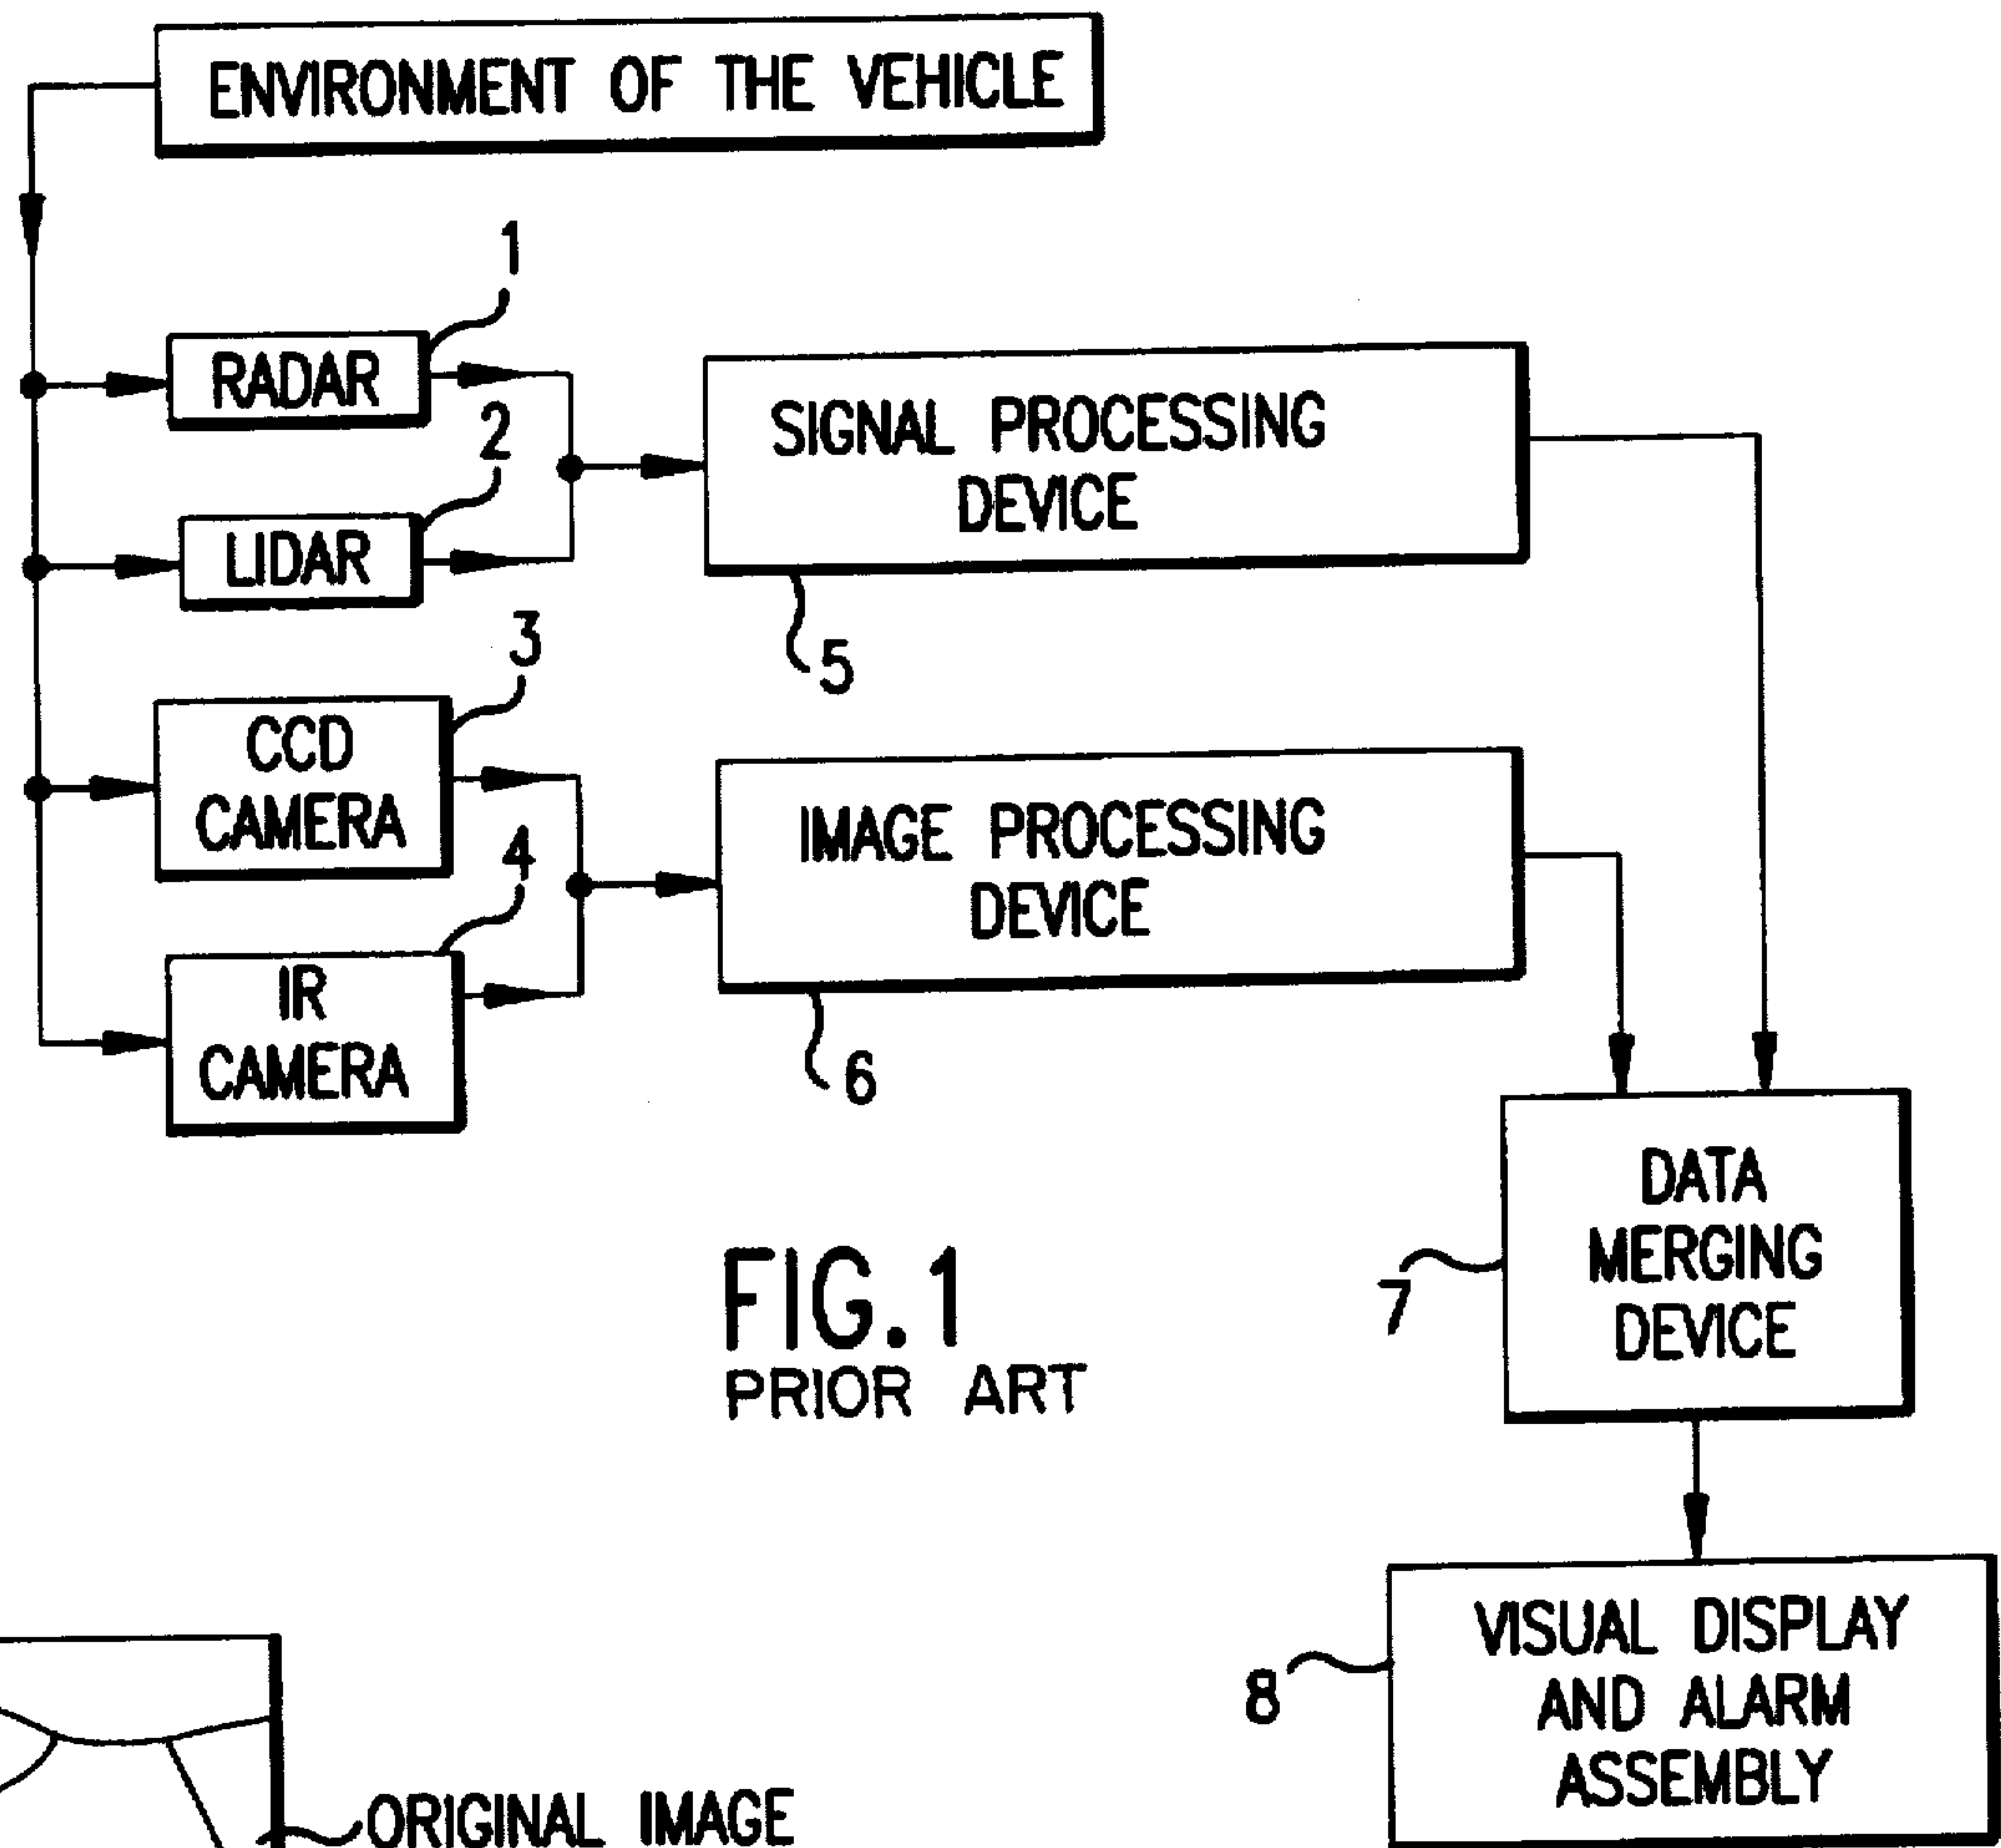 ENVIRONMENT OF THE VEHICLE
1
RADAR
2
LIDAR
SIGNAL PROCESSING
DEVICE
5
3
CCD
CAMERA
4
IR
CAMERA
IMAGE PROCESSING
DEVICE
6
DATA
MERGING
DEVICE
7
FIG.1
PRIOR ART
VISUAL DISPLAY
AND ALARM
ASSEMBLY
8
ORIGINAL IMAGE